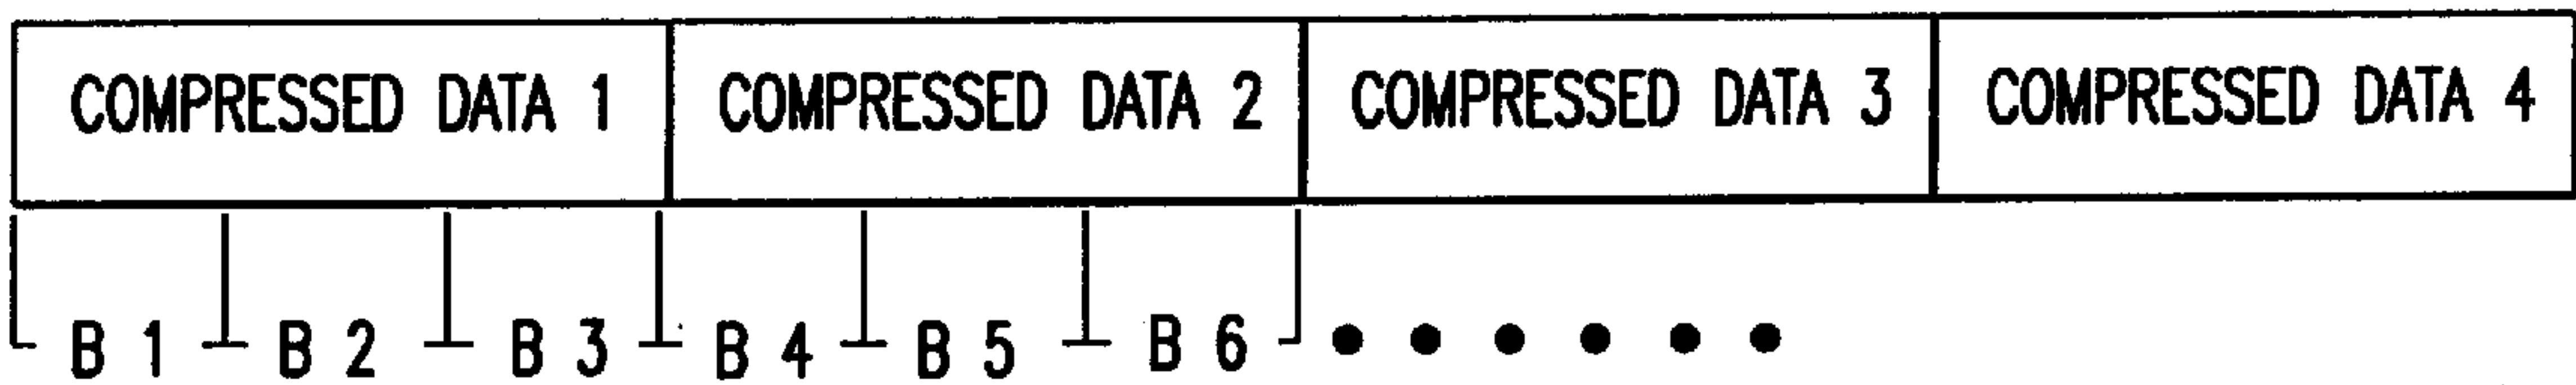 COMPRESSED DATA 1 COMPRESSED DATA 2 COMPRESSED DATA 3 COMPRESSED DATA 4
B 1 B 2 B 3 B 4 B 5 B 6 ● ● ● ● ● ●